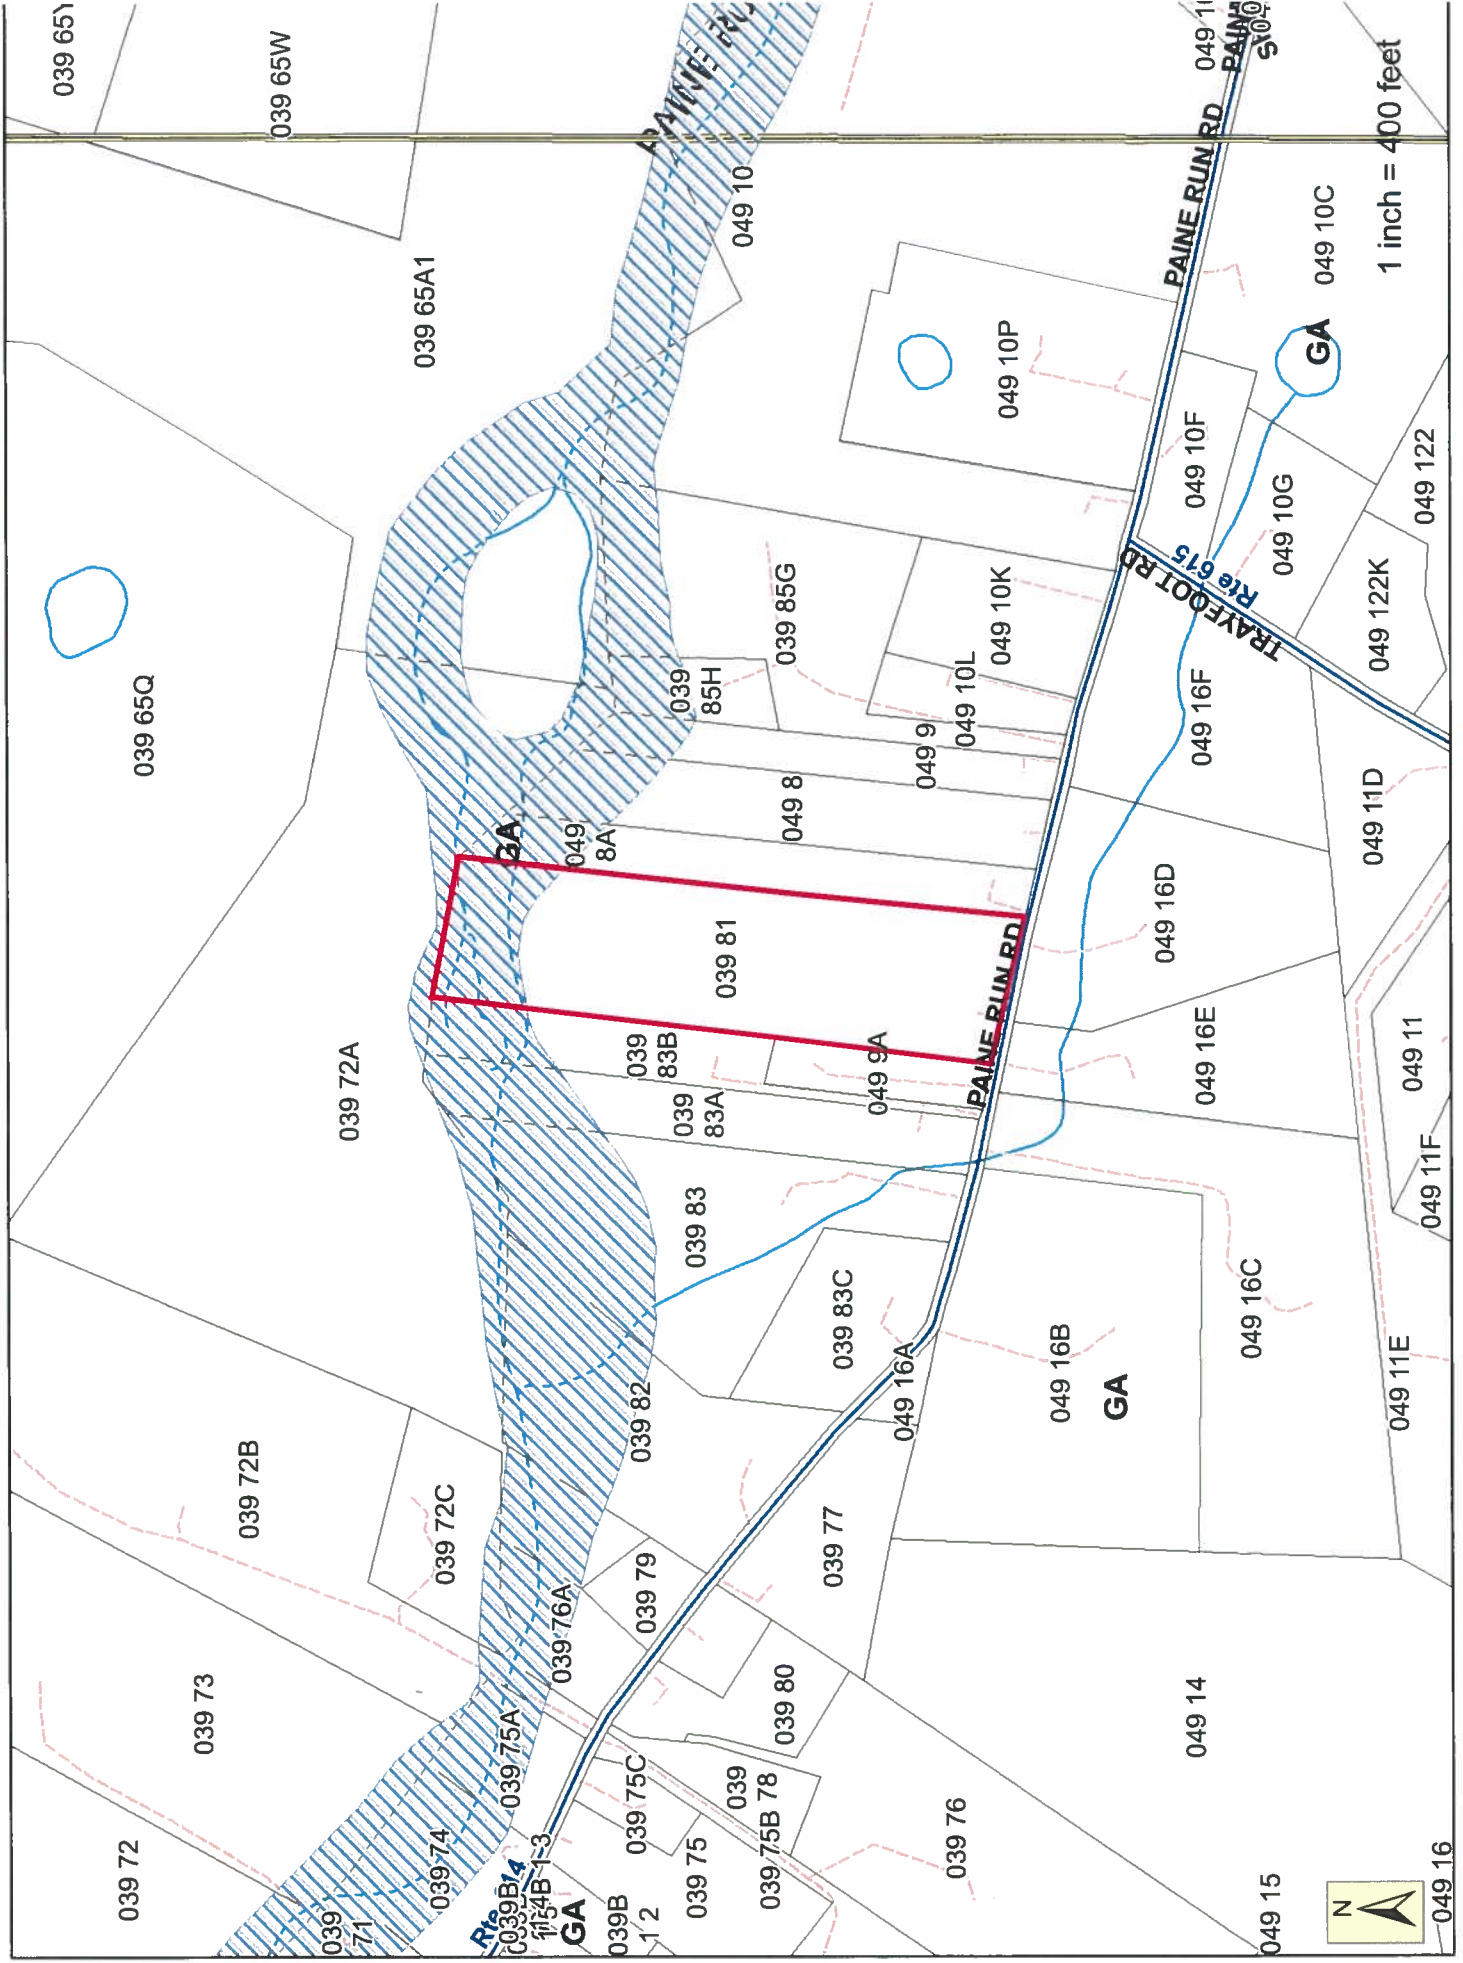 039 65W
039 65A1
039 65Q
039 72A
039 72B
039 72C
039 73
039 72
039
71
039 74
039 75A
039 76A
039 79
039 82
039 83
039
83A
039
83B
039 81
049
8A
GA
049 8
049 9
039
85H
039 85G
049 10
049 10K
049 10L
049 10P
PAINE RUN RD
049 10C
GA
049 10F
049 10G
049 122
049 122K
TRAYFOOT RD
Rte 615
049 16F
049 11D
049 16D
049 16E
049 11
049 11F
PAINE RUN RD
049 9A
049 16C
049 16B
GA
049 11E
049 16A
039 83C
039 77
039 80
039
78
039 75C
039 75B
039 75
039 76
039B
1 2
GA
049 14
049 15
049 16
N
1 inch = 400 feet